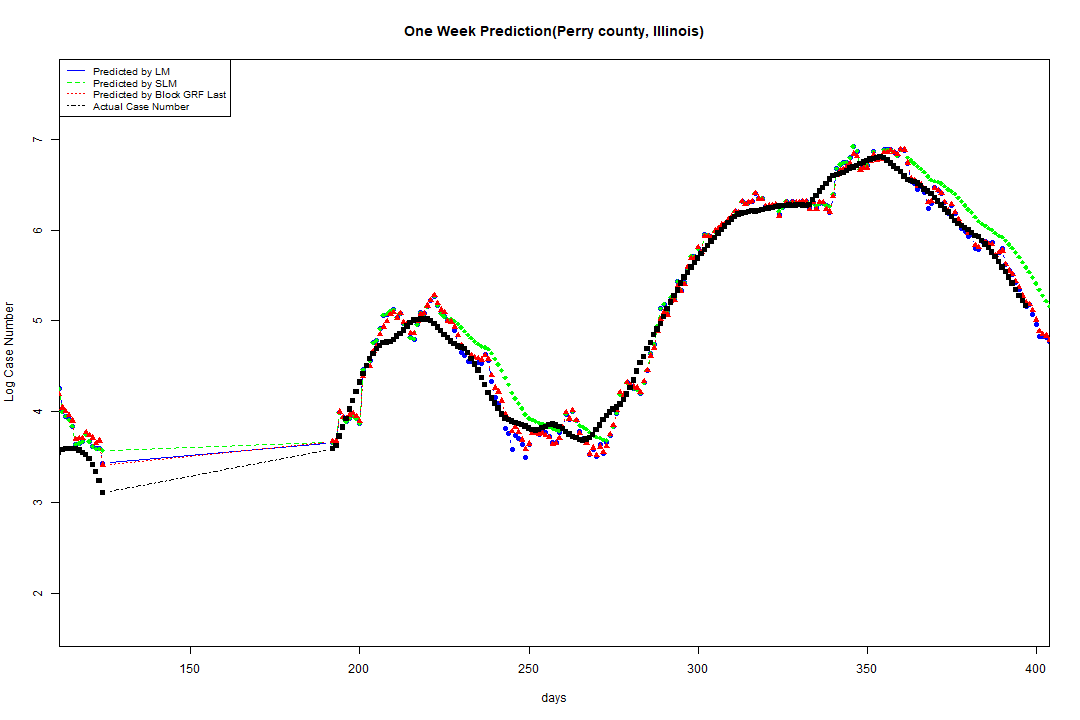 One Week Prediction(Perry county, Illinois)
Predicted by LM
Predicted by SLM
Predicted by Block GRF Last
Actual Case Number
7
6
5
4
3
2
Log Case Number
150
200
250
300
350
400
days